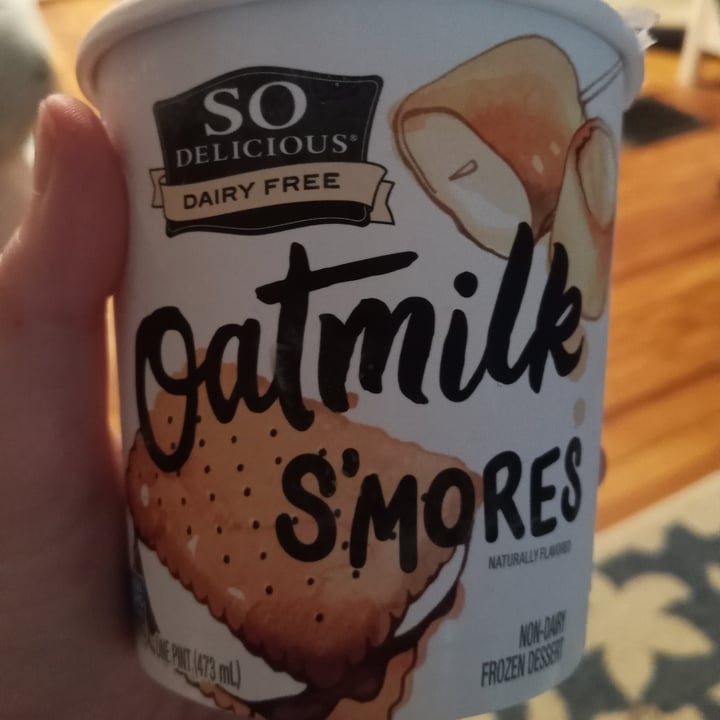 SO
DELICIOUS®
DAIRY FREE
Oatmilk
S'MORES
NATURALLY FLAVORED
NON-DAIRY
FROZEN DESSERT
ONE PINT (473 mL)